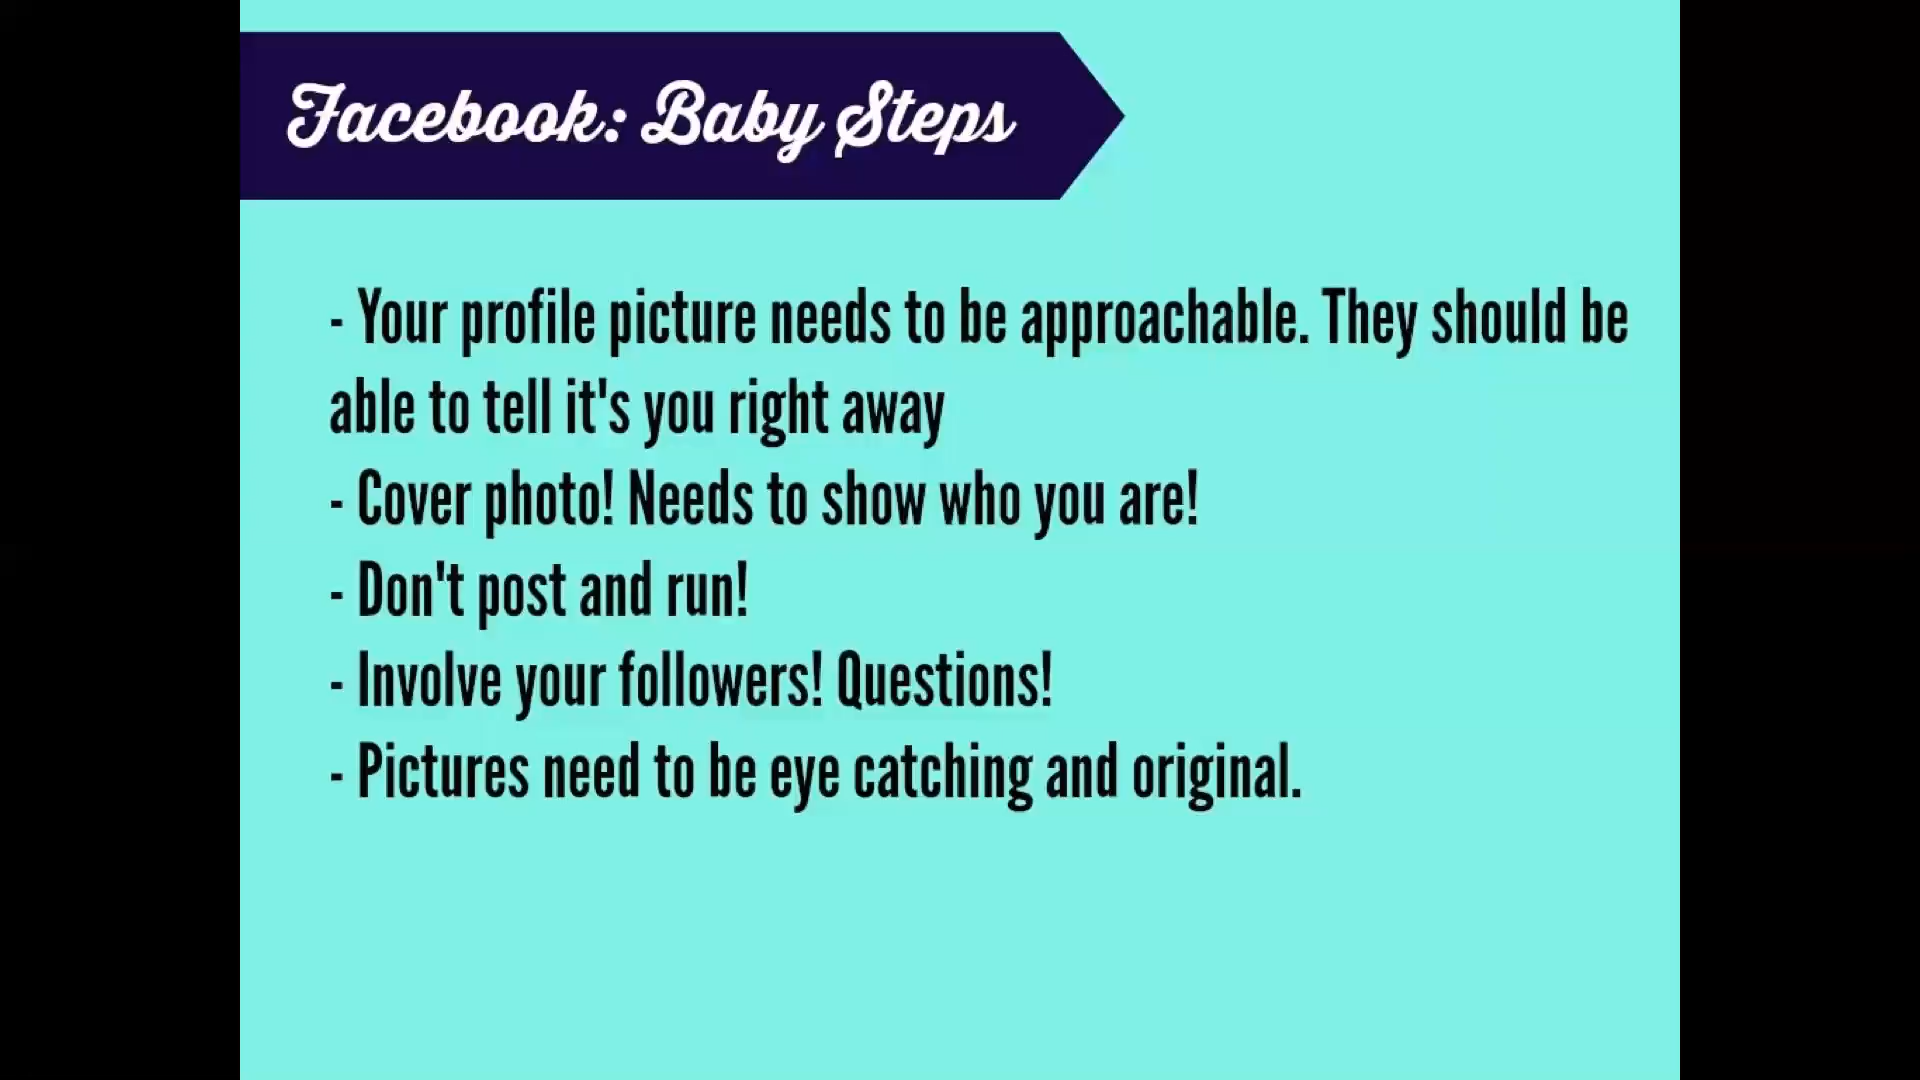 Facebook: Baby Steps
- Your profile picture needs to be approachable. They should be
able to tell it's you right away
- Cover photo! Needs to show who you are!
- Don't post and run!
- Involve your followers! Questions!
- Pictures need to be eye catching and original.